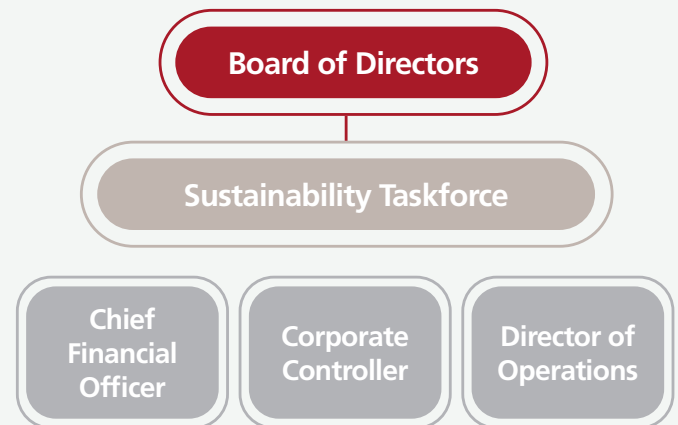 Board of Directors
Sustainability Taskforce
Chief
Financial
Officer
Corporate
Controller
Director of
Operations